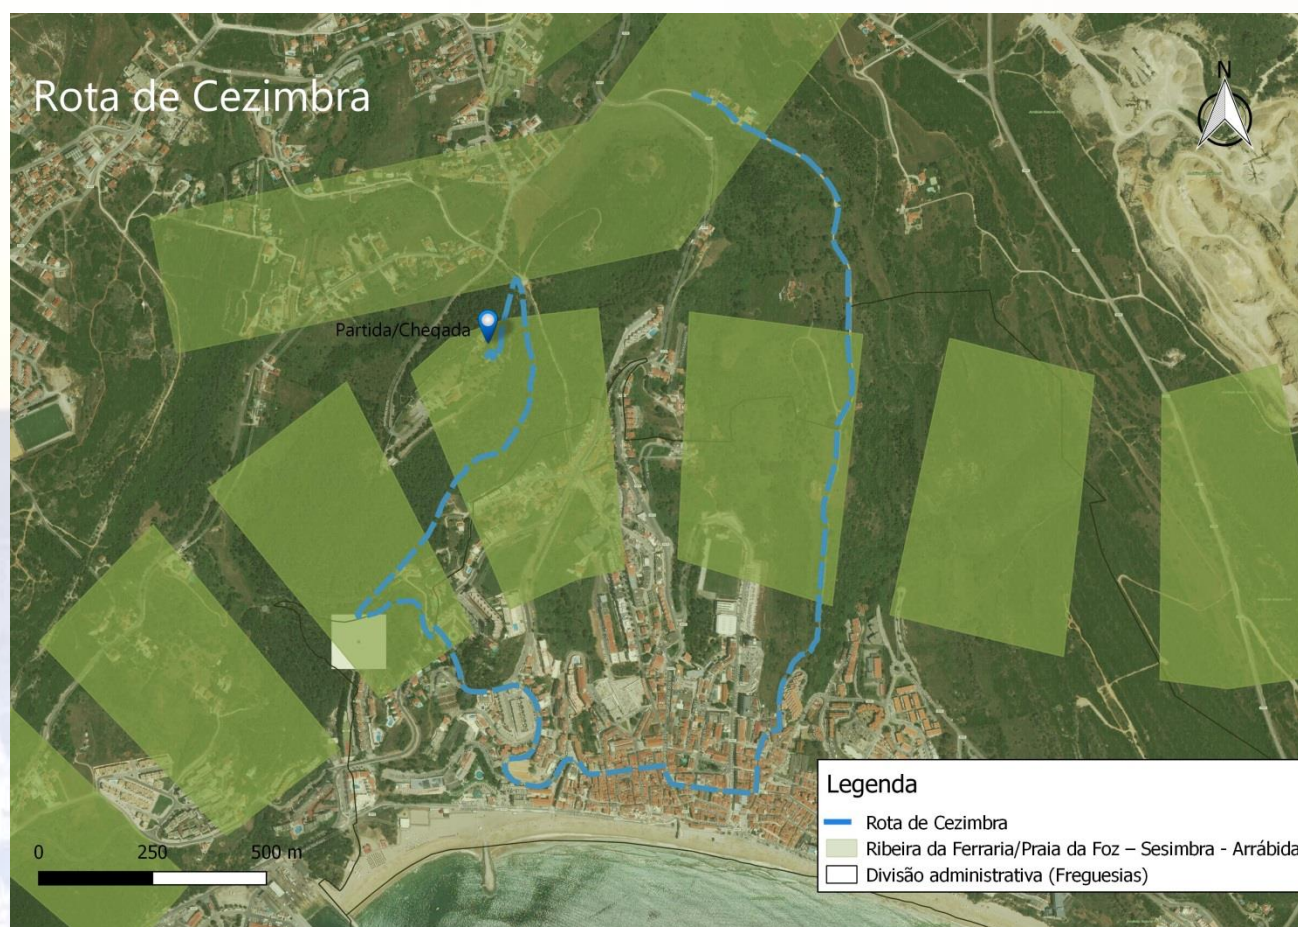 Rota de Cezimbra
N
Partida/Chegada
Legenda
Rota de Cezimbra
Ribeira da Ferraria/Praia da Foz – Sesimbra - Arrábida
Divisão administrativa (Freguesias)
0 250 500 m